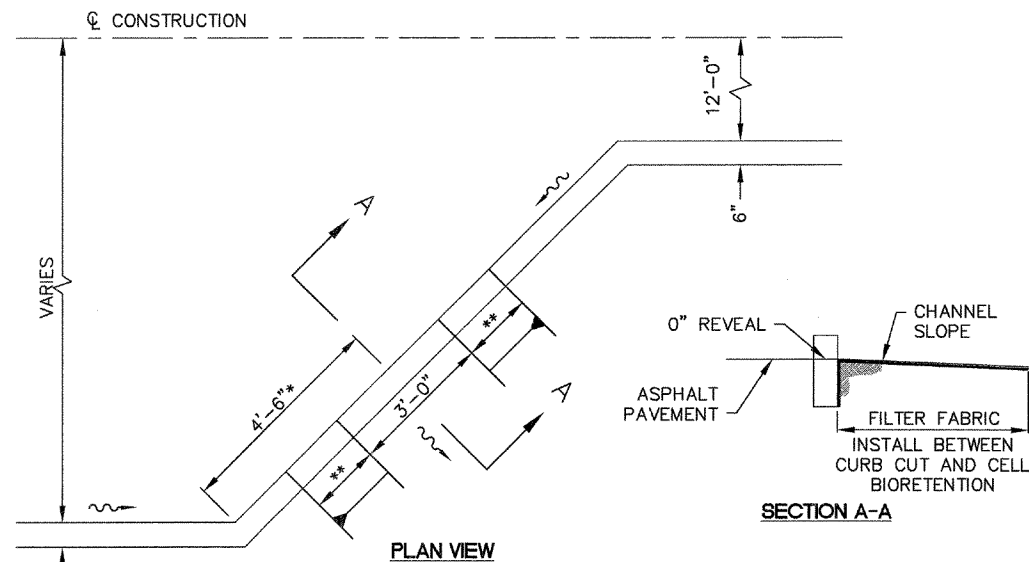 ℄ CONSTRUCTION
12'-0"
6"
VARIES
A
4'-6"*
**
3'-0"
**
A
PLAN VIEW
0" REVEAL
CHANNEL
SLOPE
ASPHALT
PAVEMENT
FILTER FABRIC
INSTALL BETWEEN
CURB CUT AND CELL
BIORETENTION
SECTION A-A